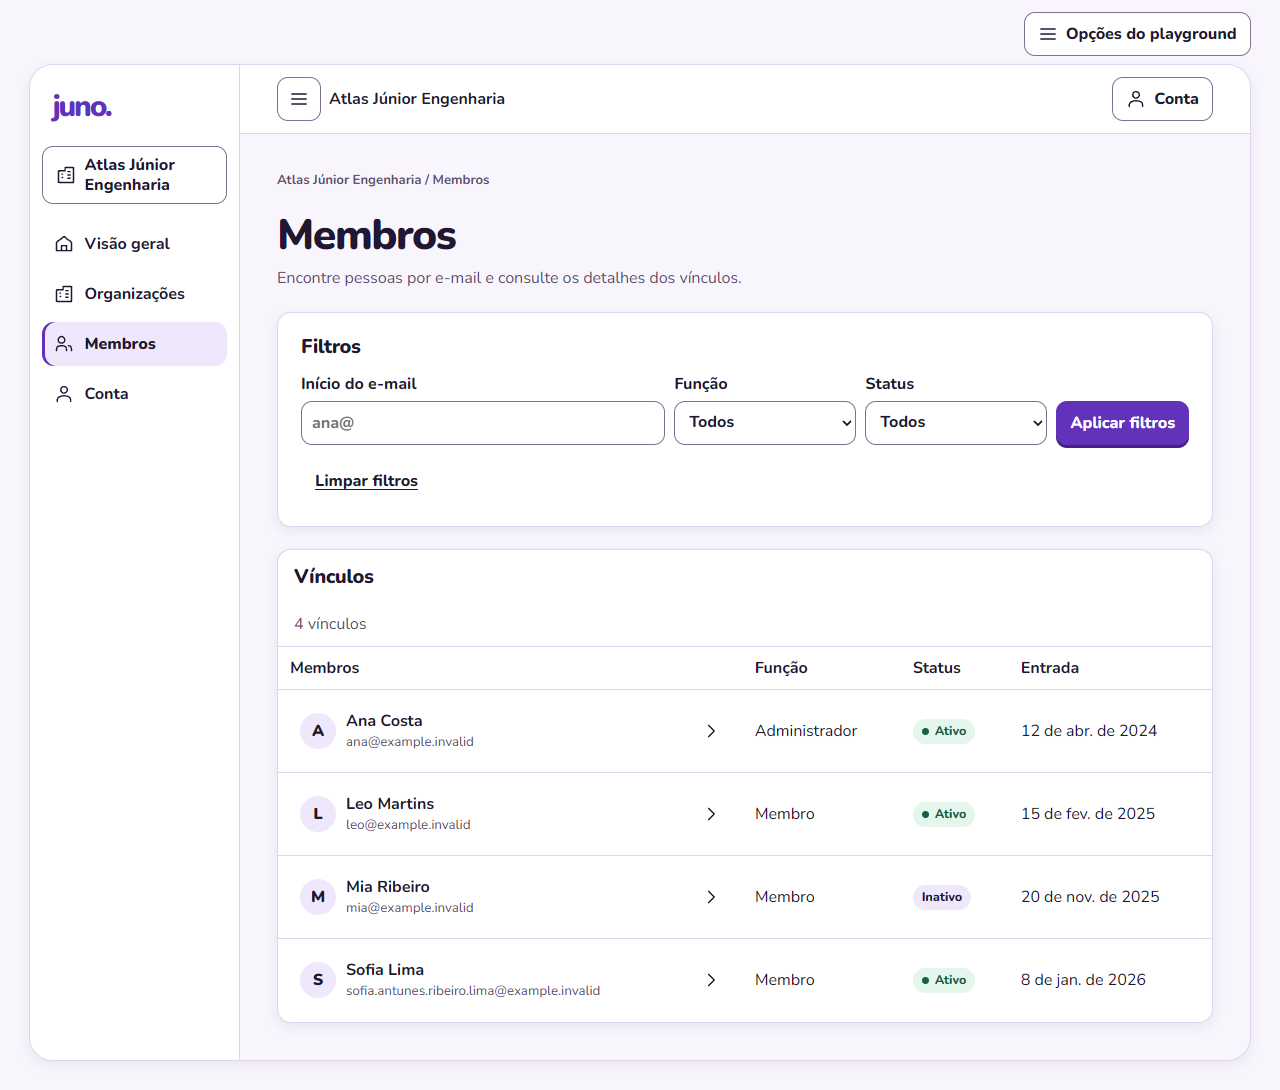 Opções do playground
juno.
Atlas Júnior
Engenharia
Visão geral
Organizações
Membros
Conta
Atlas Júnior Engenharia
Conta
Atlas Júnior Engenharia / Membros
Membros
Encontre pessoas por e-mail e consulte os detalhes dos vínculos.
Filtros
Início do e-mail
Função
Status
ana@
Todos
Todos
Aplicar filtros
Limpar filtros
Vínculos
4 vínculos
Membros Função Status Entrada
A
Ana Costa
ana@example.invalid
Administrador
Ativo
12 de abr. de 2024
L
Leo Martins
leo@example.invalid
Membro
Ativo
15 de fev. de 2025
M
Mia Ribeiro
mia@example.invalid
Membro
Inativo
20 de nov. de 2025
S
Sofia Lima
sofia.antunes.ribeiro.lima@example.invalid
Membro
Ativo
8 de jan. de 2026